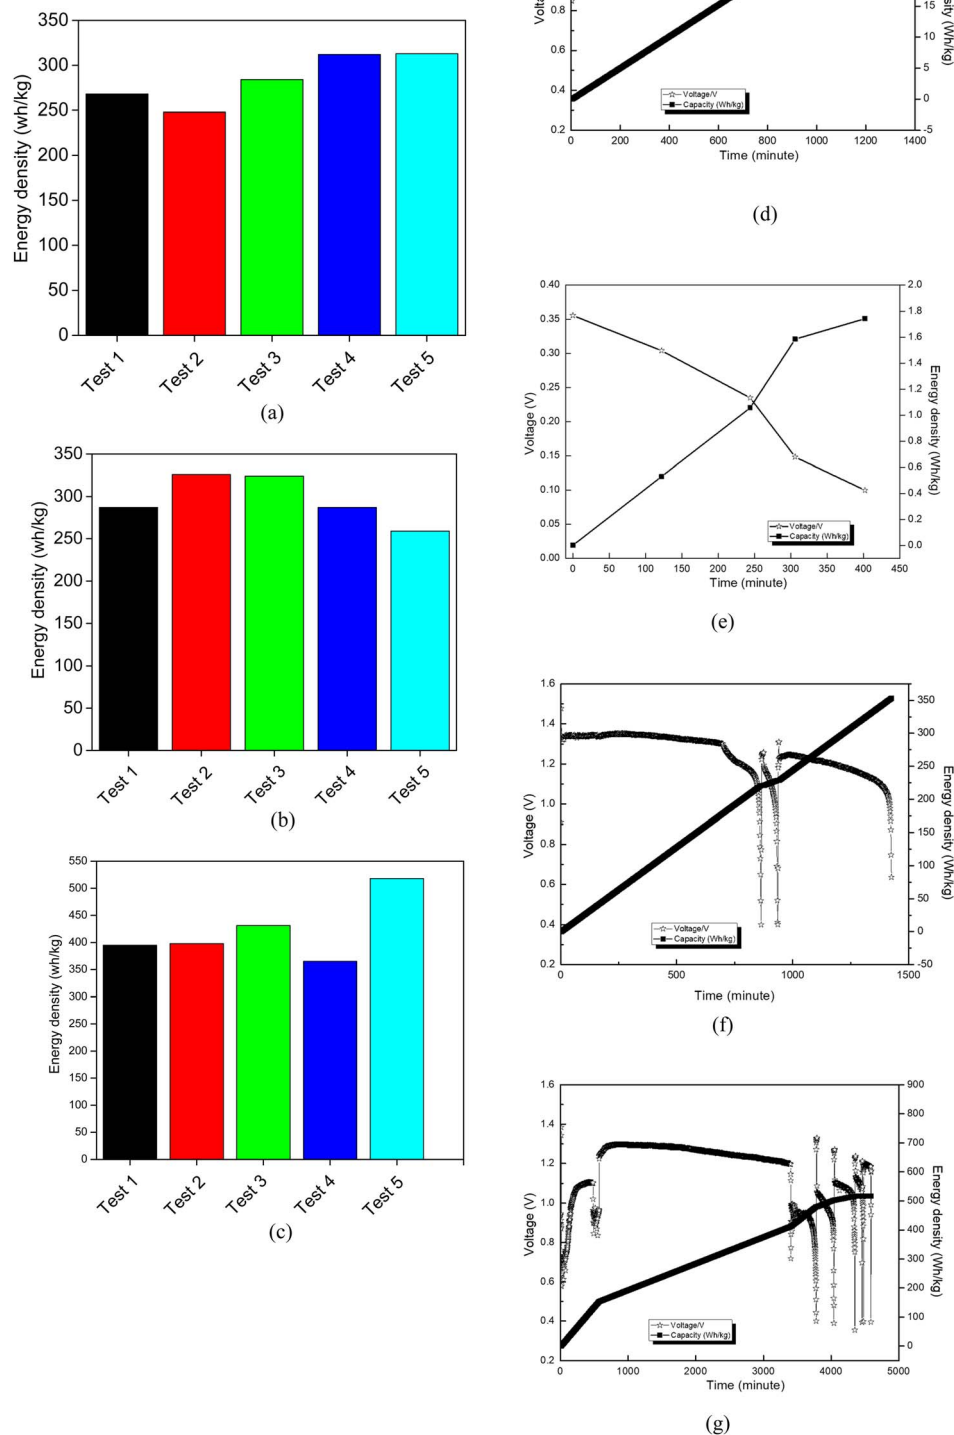 350
300
250
200
150
100
50
0
Energy density (wh/kg)
Test 1
Test 2
Test 3
Test 4
Test 5
(a)
350
300
250
200
150
100
50
0
Energy density (wh/kg)
Test 1
Test 2
Test 3
Test 4
Test 5
(b)
550
500
450
400
350
300
250
200
150
100
50
0
Energy density (wh/kg)
Test 1
Test 2
Test 3
Test 4
Test 5
(c)
0.8
0.6
0.4
0.2
15
10
5
0
-5
(Wh/kg)
Voltage/V
Capacity (Wh/kg)
0 200 400 600 800 1000 1200 1400
Time (minute)
(d)
0.40
0.35
0.30
0.25
0.20
0.15
0.10
0.05
0.00
Voltage (V)
2.0
1.8
1.6
1.4
1.2
1.0
0.8
0.6
0.4
0.2
0.0
Energy density (Wh/kg)
Voltage/V
Capacity (Wh/kg)
0 50 100 150 200 250 300 350 400 450
Time (minute)
(e)
1.6
1.4
1.2
1.0
0.8
0.6
0.4
0.2
Voltage (V)
350
300
250
200
150
100
50
0
-50
Energy density (Wh/kg)
Voltage/V
Capacity (Wh/kg)
0 500 1000 1500
Time (minute)
(f)
1.6
1.4
1.2
1.0
0.8
0.6
0.4
0.2
Voltage (V)
900
800
700
600
500
400
300
200
100
0
Energy density (Wh/kg)
Voltage/V
Capacity (Wh/kg)
0 1000 2000 3000 4000 5000
Time (minute)
(g)